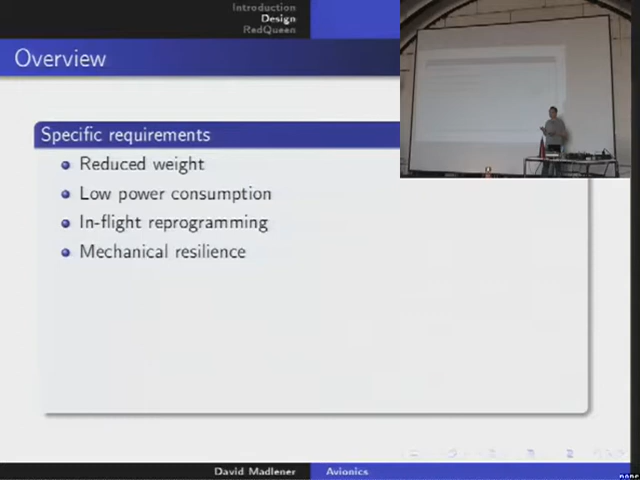 Introduction
Design
RedQueen
Overview
Specific requirements
Reduced weight
Low power consumption
In-flight reprogramming
Mechanical resilience
David Madlener
Avionics